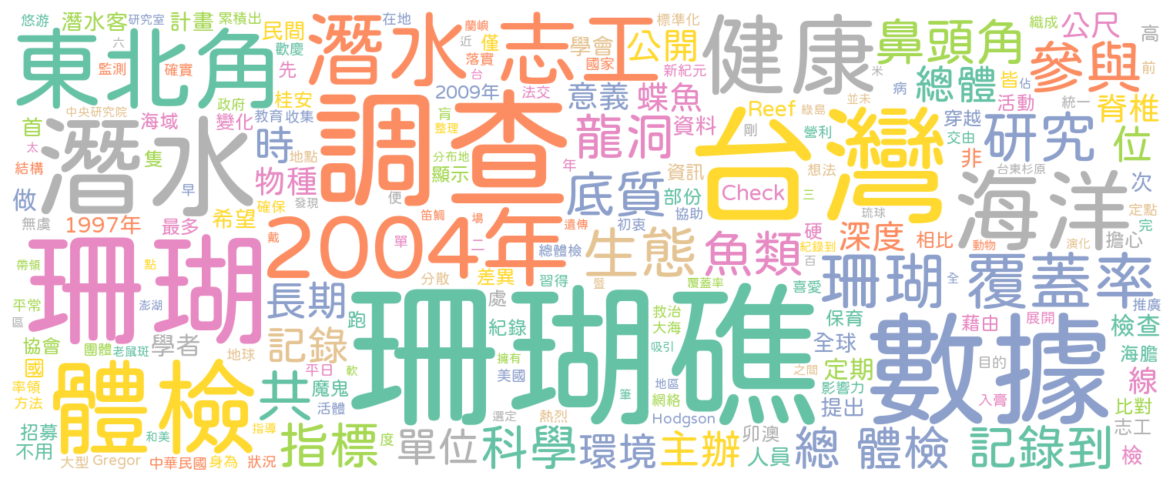 悠游 潛水客 研究室 計畫 累積出 民間 在地 蘭嶼 近 僅 學會 標準化 公開 鼻頭角 公尺 織成 高
東北角 潛水 志工 健康 參與
六 監測 確實 歡慶 先 台 落實 國家 新紀元 總體 皆 佔 前
中央研究院 政府 桂安 2009年 法交 意義 蝶魚 Reef 綠島 活動 統一 脊椎
首 海域 變化 教育 收集 肓 整理 剛 並未 營利 穿越 交由
太 結構 隻 潛水 時 地點 調查 分布地 顯示 龍洞 資料 台灣 研究 非 位
做 早 物種 發現 便 年 資訊 部份 Check 想法 三 台東杉原 海洋 次
無虞 1997年 最多 希望 確保 笛鯛 場 遺傳 底質 協助 初衷 琉球 定點 完
戴 2004年 單 二 總體檢 生態 魚類 硬 紀錄到 深度 相比 動物 演化 擔心
帶領 點 珊瑚 分散 差異 習得 暨 覆蓋率 百 喜愛 珊瑚 全 覆蓋率
平常 區 澎湖 長期 跑 處 紀錄 珊瑚礁 救治 大海 保育 藉由 展開 推廣 檢查
協會 團體 老鼠斑 學者 地球 記錄 擁有 吸引 全球 數據 海膽
國 平日 軟 魔鬼 美國 筆 地區 之間 定期 目的 線
率領 方法 體檢 共 活體 選定 熱烈 網絡 Hodgson 影響力 提出 入膏 比對
招募 和美 指導 指標 度 單位 科學 環境 主辦 卯澳 總 體檢 記錄到 志工
不用 大型 Gregor 中華民國 身為 狀況 人員 檢
米 病